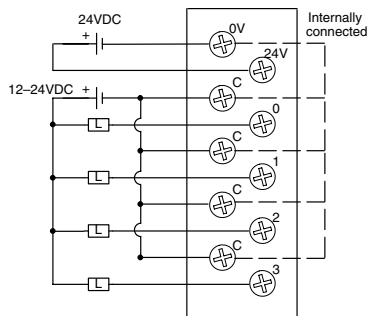 24VDC
Internally
connected
+
0V
24V
12–24VDC
+
C
L
0
C
L
1
C
L
2
C
L
3